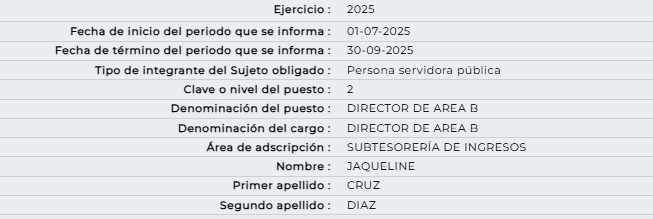 Ejercicio : 2025
Fecha de inicio del periodo que se informa : 01-07-2025
Fecha de término del periodo que se informa : 30-09-2025
Tipo de integrante del Sujeto obligado : Persona servidora pública
Clave o nivel del puesto : 2
Denominación del puesto : DIRECTOR DE AREA B
Denominación del cargo : DIRECTOR DE AREA B
Área de adscripción : SUBTESORERÍA DE INGRESOS
Nombre : JAQUELINE
Primer apellido : CRUZ
Segundo apellido : DIAZ